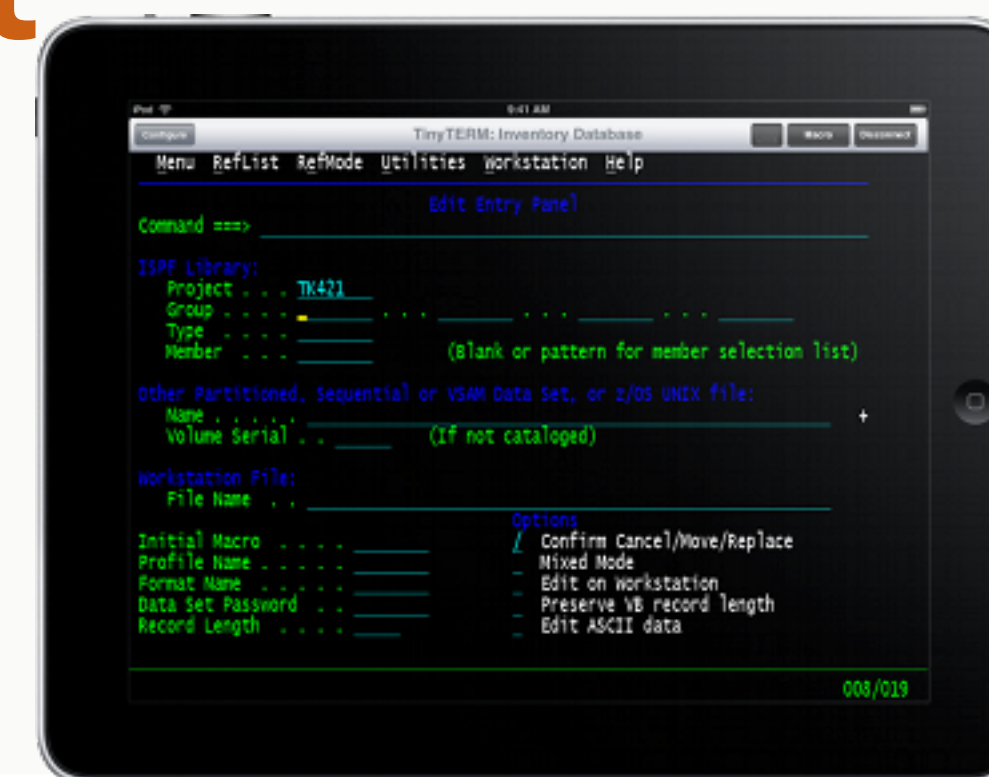 t
iPad 9:41 AM
Configure TinyTERM: Inventory Database Macro Disconnect
Menu RefList RefMode Utilities Workstation Help
Edit Entry Panel
Command ===>
ISPF Library:
Project . . . TK421
Group . . . . . . . . . . . . .
Type . . . .
Member . . . (Blank or pattern for member selection list)
Other Partitioned, Sequential or VSAM Data Set, or z/OS UNIX file:
Name . . . . . +
Volume Serial . . (If not cataloged)
Workstation File:
File Name . .
Options
Initial Macro . . . . / Confirm Cancel/Move/Replace
Profile Name . . . . . Mixed Mode
Format Name . . . . . Edit on Workstation
Data Set Password . . Preserve VB record length
Record Length . . . . Edit ASCII data
008/019